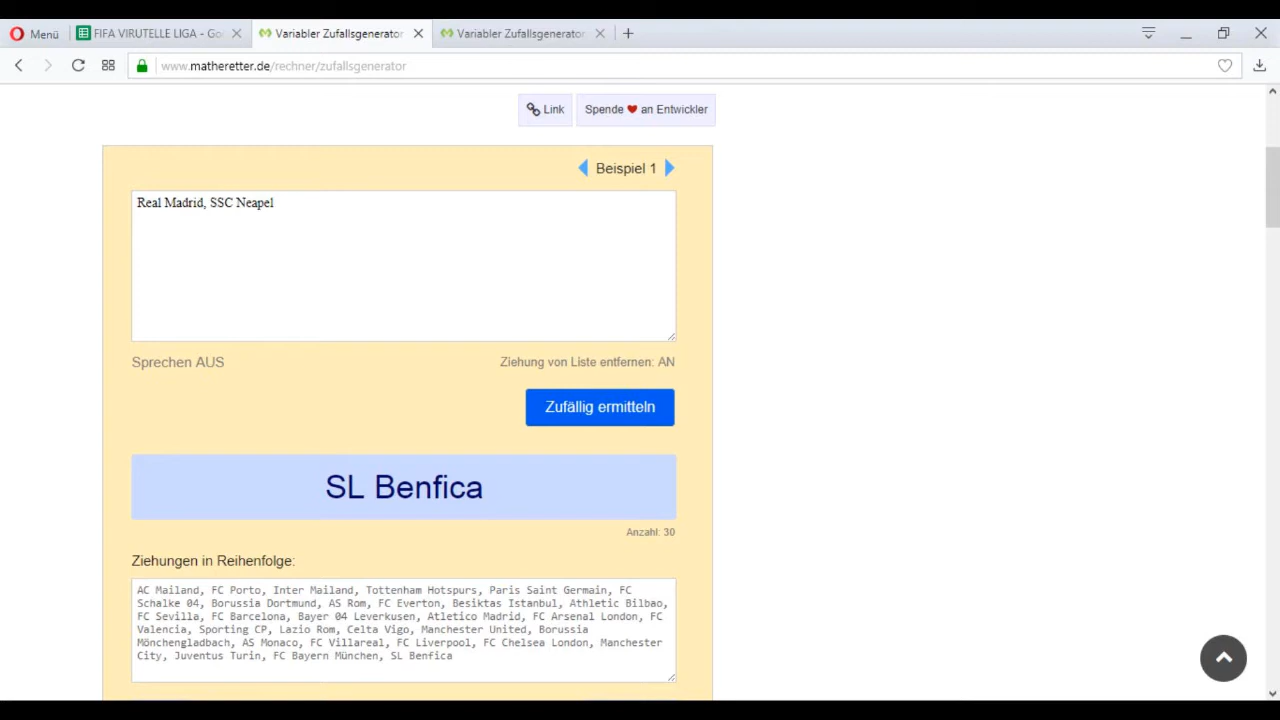 Menü
FIFA VIRUTELLE LIGA - Go
Variabler Zufallsgenerator
Variabler Zufallsgenerator
www.matheretter.de/rechner/zufallsgenerator
Link
Spende an Entwickler
Beispiel 1
Real Madrid, SSC Neapel
Sprechen AUS
Ziehung von Liste entfernen: AN
Zufällig ermitteln
SL Benfica
Anzahl: 30
Ziehungen in Reihenfolge:
AC Mailand, FC Porto, Inter Mailand, Tottenham Hotspurs, Paris Saint Germain, FC
Schalke 04, Borussia Dortmund, AS Rom, FC Everton, Besiktas Istanbul, Athletic Bilbao,
FC Sevilla, FC Barcelona, Bayer 04 Leverkusen, Atletico Madrid, FC Arsenal London, FC
Valencia, Sporting CP, Lazio Rom, Celta Vigo, Manchester United, Borussia
Mönchengladbach, AS Monaco, FC Villareal, FC Liverpool, FC Chelsea London, Manchester
City, Juventus Turin, FC Bayern München, SL Benfica